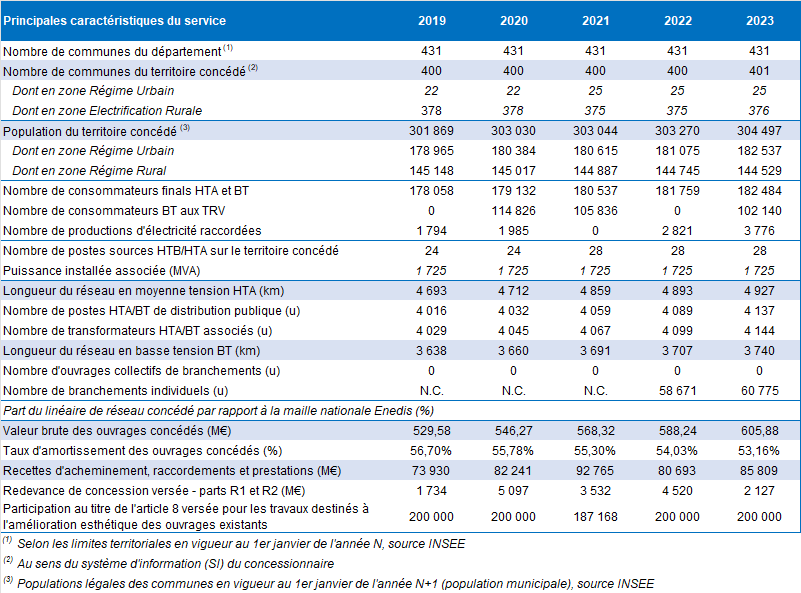 Principales caractéristiques du service 2019 2020 2021 2022 2023
Nombre de communes du département (1) 431 431 431 431 431
Nombre de communes du territoire concédé (2) 400 400 400 400 401
Dont en zone Régime Urbain 22 22 25 25 25
Dont en zone Electrification Rurale 378 378 375 375 376
Population du territoire concédé (3) 301 869 303 030 303 044 303 270 304 497
Dont en zone Régime Urbain 178 965 180 384 180 615 181 075 182 537
Dont en zone Régime Rural 145 148 145 017 144 887 144 745 144 529
Nombre de consommateurs finals HTA et BT 178 058 179 132 180 537 181 759 182 484
Nombre de consommateurs BT aux TRV 0 114 826 105 836 0 102 140
Nombre de productions d'électricité raccordées 1 794 1 985 0 2 821 3 776
Nombre de postes sources HTB/HTA sur le territoire concédé 24 24 28 28 28
Puissance installée associée (MVA) 1 725 1 725 1 725 1 725 1 725
Longueur du réseau en moyenne tension HTA (km) 4 693 4 712 4 859 4 893 4 927
Nombre de postes HTA/BT de distribution publique (u) 4 016 4 032 4 059 4 089 4 137
Nombre de transformateurs HTA/BT associés (u) 4 029 4 045 4 067 4 099 4 144
Longueur du réseau en basse tension BT (km) 3 638 3 660 3 691 3 707 3 740
Nombre d'ouvrages collectifs de branchements (u) 0 0 0 0 0
Nombre de branchements individuels (u) N.C. N.C. N.C. 58 671 60 775
Part du linéaire de réseau concédé par rapport à la maille nationale Enedis (%)
Valeur brute des ouvrages concédés (M€) 529,58 546,27 568,32 588,24 605,88
Taux d'amortissement des ouvrages concédés (%) 56,70% 55,78% 55,30% 54,03% 53,16%
Recettes d'acheminement, raccordements et prestations (M€) 73 930 82 241 92 765 80 693 85 809
Redevance de concession versée - parts R1 et R2 (M€) 1 734 5 097 3 532 4 520 2 127
Participation au titre de l'article 8 versée pour les travaux destinés à
l'amélioration esthétique des ouvrages existants 200 000 200 000 187 168 200 000 200 000
(1) Selon les limites territoriales en vigueur au 1er janvier de l'année N, source INSEE
(2) Au sens du système d'information (SI) du concessionnaire
(3) Populations légales des communes en vigueur au 1er janvier de l'année N+1 (population municipale), source INSEE